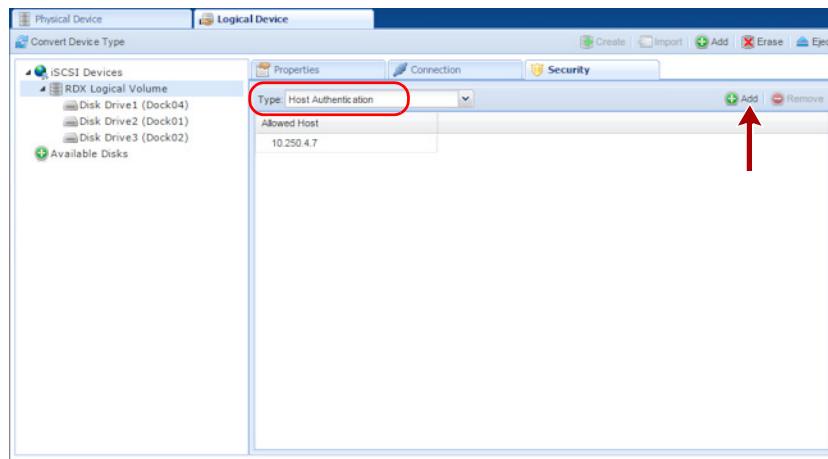 Physical Device
Logical Device
Convert Device Type
Create
Import
Add
Erase
iSCSI Devices
RDX Logical Volume
Disk Drive1 (Dock04)
Disk Drive2 (Dock01)
Disk Drive3 (Dock02)
Available Disks
Properties
Connection
Security
Type: Host Authentication
Add
Remove
Allowed Host
10.250.4.7